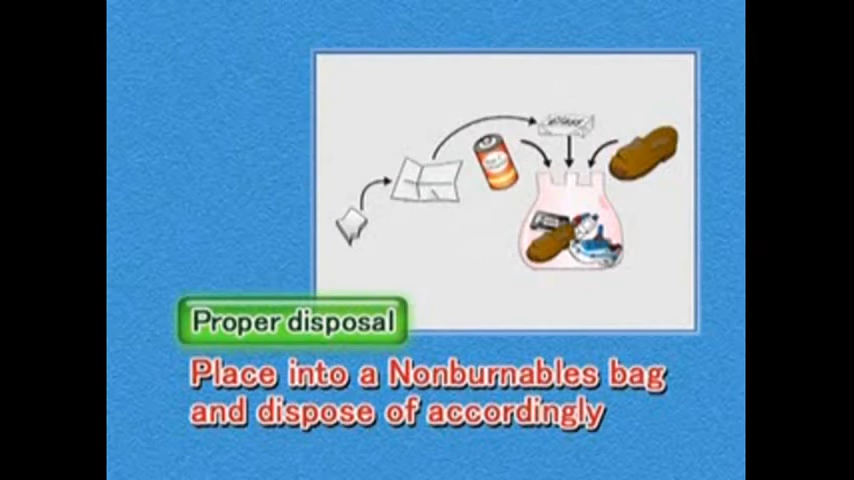 Proper disposal
Place into a Nonburnables bag
and dispose of accordingly